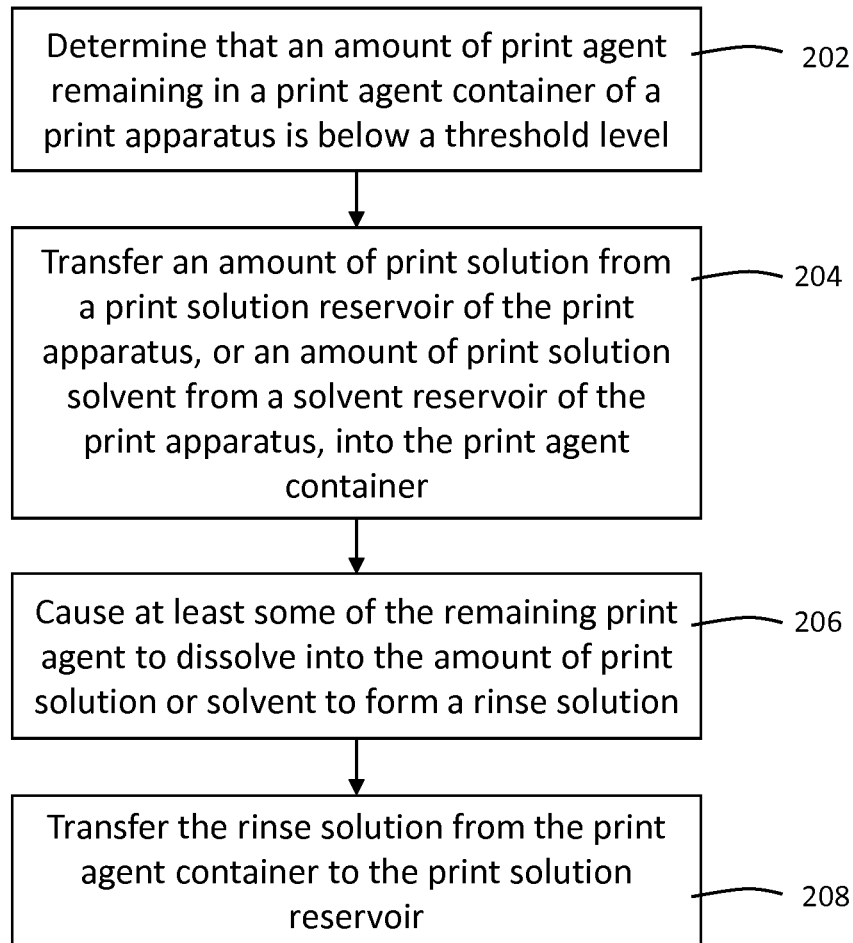 Determine that an amount of print agent
remaining in a print agent container of a
print apparatus is below a threshold level
202
Transfer an amount of print solution from
a print solution reservoir of the print
apparatus, or an amount of print solution
solvent from a solvent reservoir of the
print apparatus, into the print agent
container
204
Cause at least some of the remaining print
agent to dissolve into the amount of print
solution or solvent to form a rinse solution
206
Transfer the rinse solution from the print
agent container to the print solution
reservoir
208